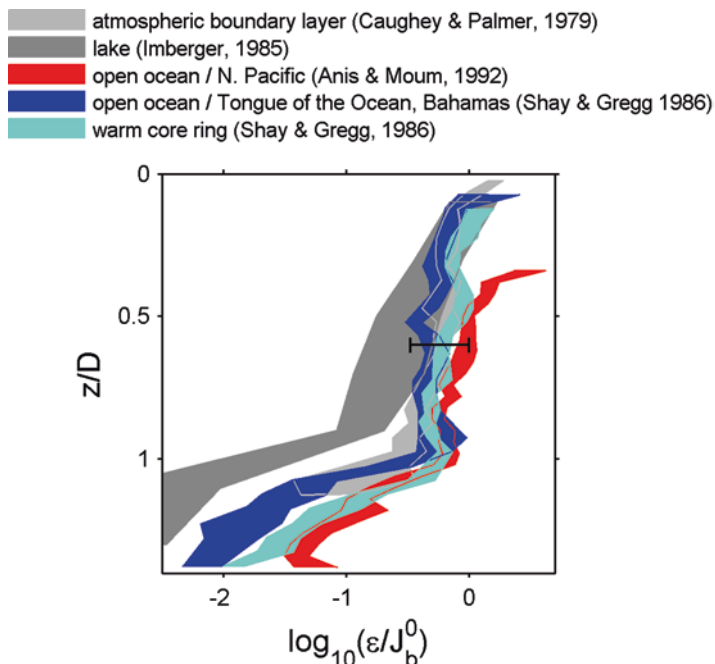 atmospheric boundary layer (Caughey & Palmer, 1979)
lake (Imberger, 1985)
open ocean / N. Pacific (Anis & Moum, 1992)
open ocean / Tongue of the Ocean, Bahamas (Shay & Gregg 1986)
warm core ring (Shay & Gregg, 1986)
0
0.5
1
z/D
-2 -1 0
log10(ε/Jb0)